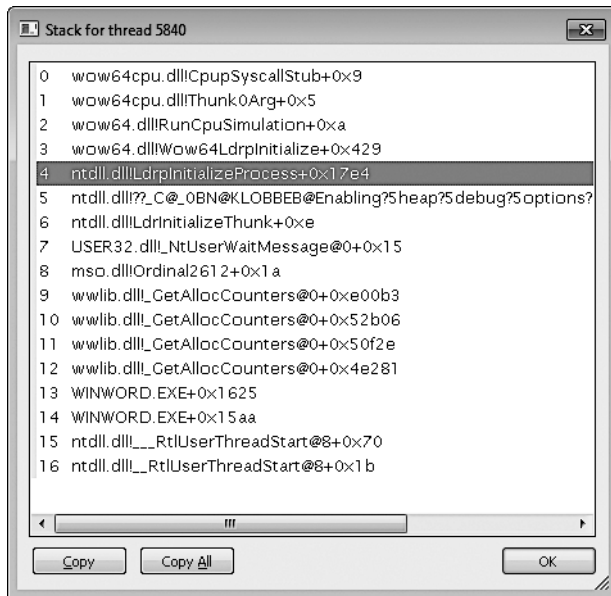 Stack for thread 5840
0 wow64cpu.dll!CpupSyscallStub+0x9
1 wow64cpu.dll!Thunk0Arg+0x5
2 wow64.dll!RunCpuSimulation+0xa
3 wow64.dll!Wow64LdrpInitialize+0x429
4 ntdll.dll!LdrpInitializeProcess+0x17e4
5 ntdll.dll!??_C@_0BN@KLOBBEB@Enabling?5heap?5debug?5options?
6 ntdll.dll!LdrInitializeThunk+0xe
7 USER32.dll!_NtUserWaitMessage@0+0x15
8 mso.dll!Ordinal2612+0x1a
9 wwlib.dll!_GetAllocCounters@0+0xe00b3
10 wwlib.dll!_GetAllocCounters@0+0x52b06
11 wwlib.dll!_GetAllocCounters@0+0x50f2e
12 wwlib.dll!_GetAllocCounters@0+0x4e281
13 WINWORD.EXE+0x1625
14 WINWORD.EXE+0x15aa
15 ntdll.dll!___RtlUserThreadStart@8+0x70
16 ntdll.dll!__RtlUserThreadStart@8+0x1b
Copy Copy All OK